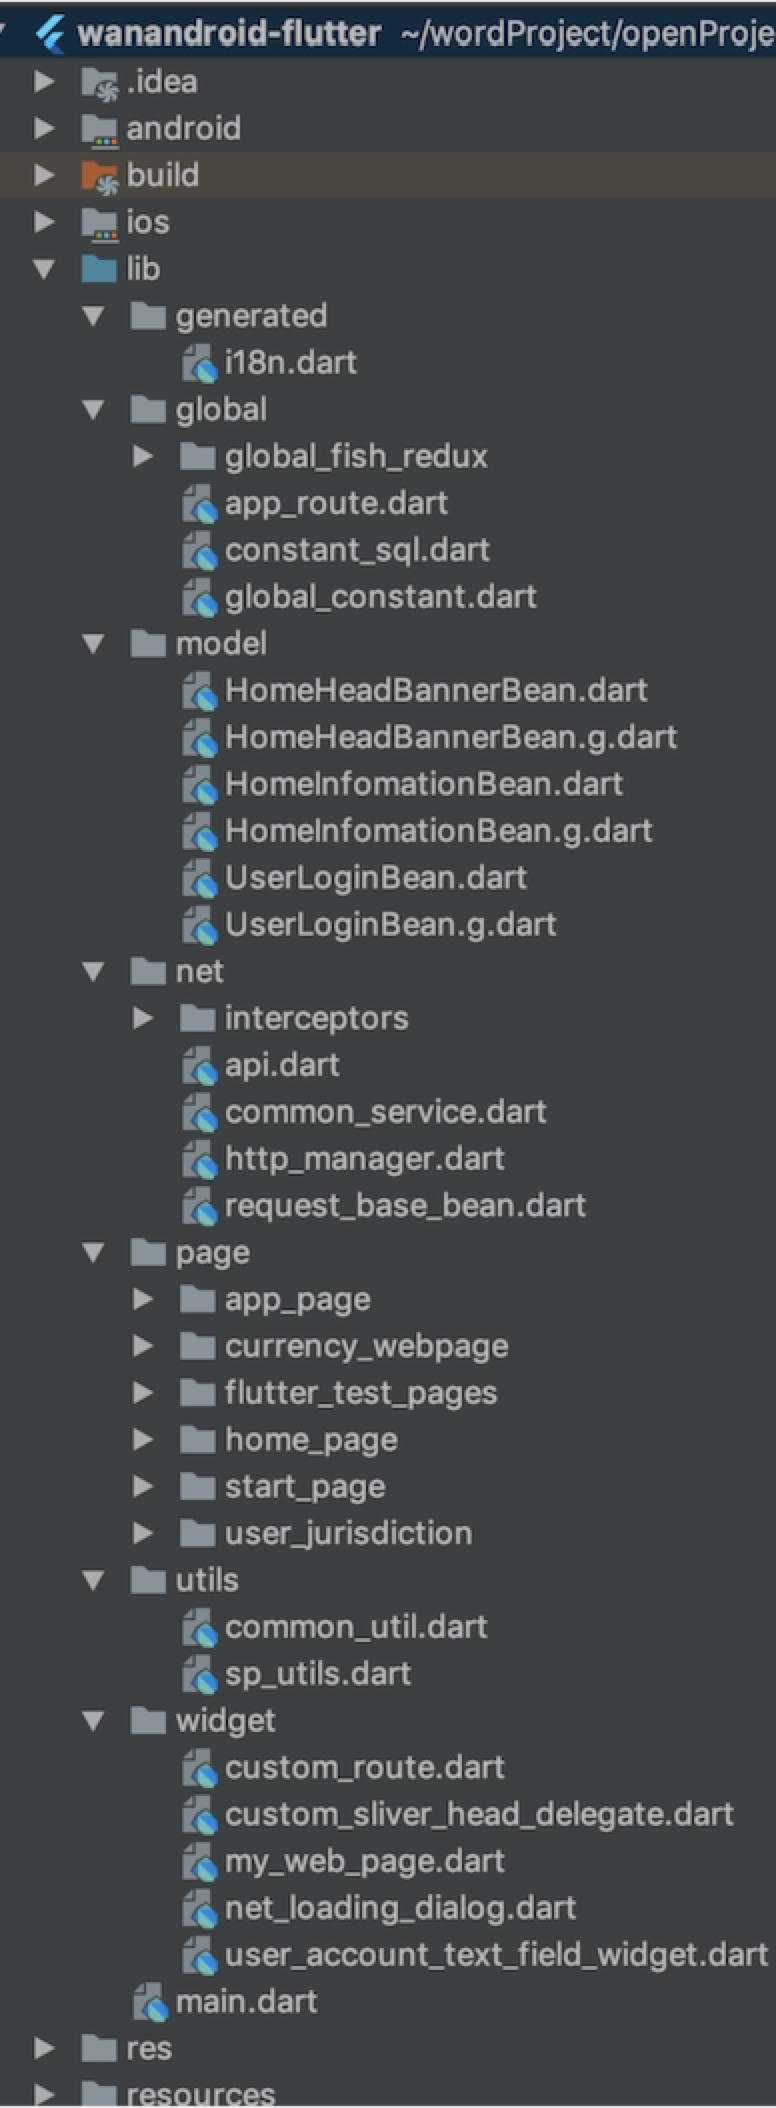 wanandroid-flutter ~/wordProject/openProje
.idea
android
build
ios
lib
generated
i18n.dart
global
global_fish_redux
app_route.dart
constant_sql.dart
global_constant.dart
model
HomeHeadBannerBean.dart
HomeHeadBannerBean.g.dart
HomeInfomationBean.dart
HomeInfomationBean.g.dart
UserLoginBean.dart
UserLoginBean.g.dart
net
interceptors
api.dart
common_service.dart
http_manager.dart
request_base_bean.dart
page
app_page
currency_webpage
flutter_test_pages
home_page
start_page
user_jurisdiction
utils
common_util.dart
sp_utils.dart
widget
custom_route.dart
custom_sliver_head_delegate.dart
my_web_page.dart
net_loading_dialog.dart
user_account_text_field_widget.dart
main.dart
res
resources